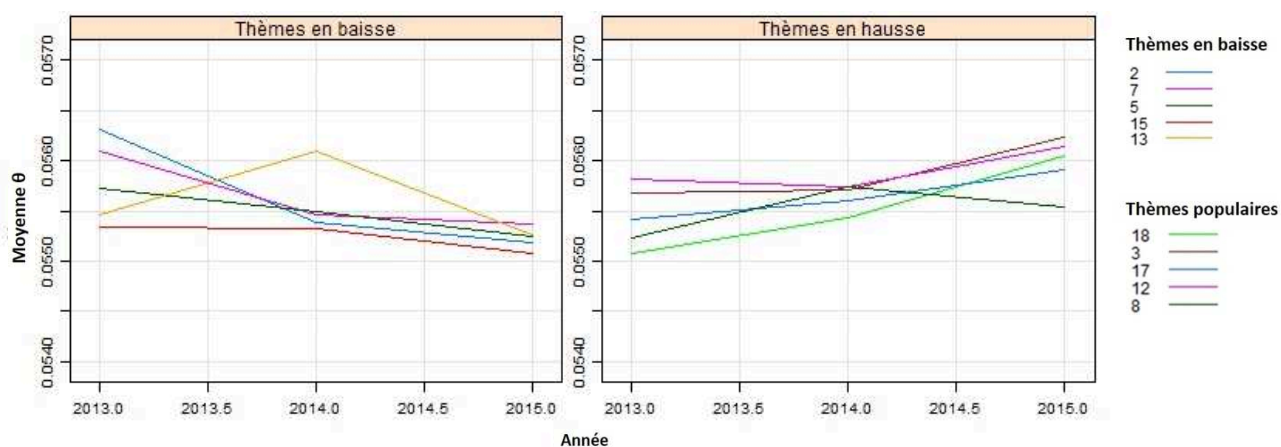 Thèmes en baisse
Thèmes en hausse
0.0570
0.0560
0.0550
0.0540
Moyenne θ
2013.0 2013.5 2014.0 2014.5 2015.0
2013.0 2013.5 2014.0 2014.5 2015.0
Année
Thèmes en baisse
2
7
5
15
13
Thèmes populaires
18
3
17
12
8
0.0570
0.0560
0.0550
0.0540